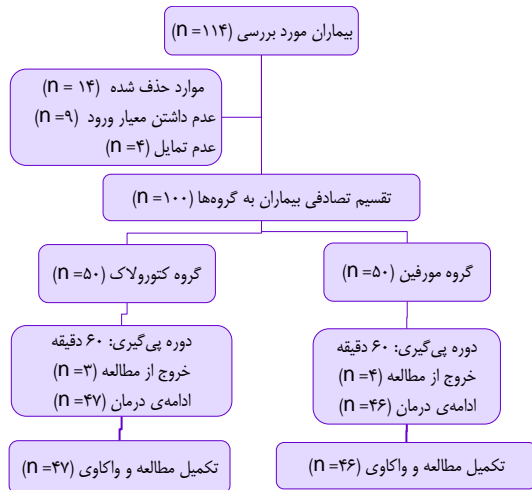 بیماران مورد بررسی (n =۱۱۴)
موارد حذف شده (n = ۱۴)
عدم داشتن معیار ورود (n =۹)
عدم تمایل (n =۴)
تقسیم تصادفی بیماران به گروه‌ها (n =۱۰۰)
گروه مورفین (n =۵۰)
گروه کتورولاک (n =۵۰)
دوره پی‌گیری: ۶۰ دقیقه
خروج از مطالعه (n =۴)
ادامه‌ی درمان (n =۴۶)
دوره پی‌گیری: ۶۰ دقیقه
خروج از مطالعه (n =۳)
ادامه‌ی درمان (n =۴۷)
تکمیل مطالعه و واکاوی (n =۴۶)
تکمیل مطالعه و واکاوی (n =۴۷)